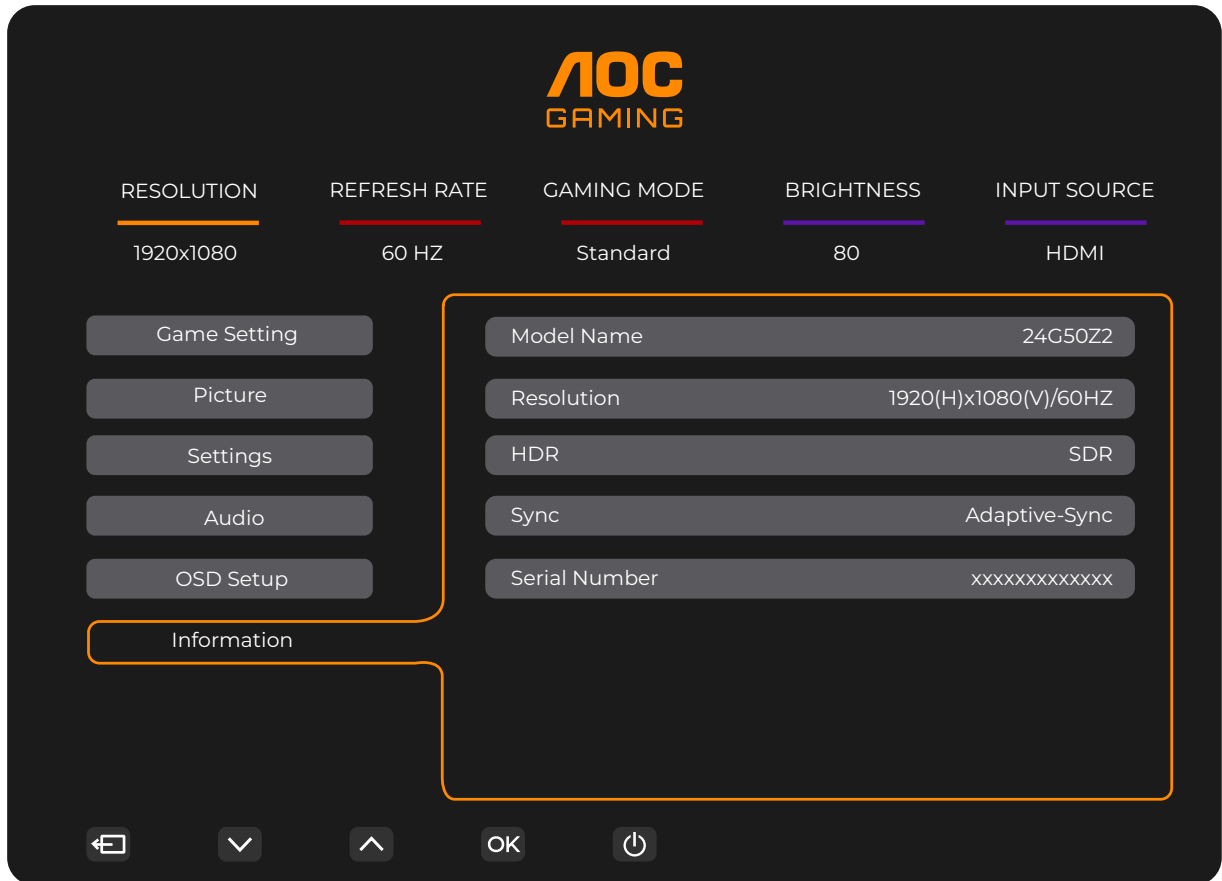 AOC
GAMING
RESOLUTION REFRESH RATE GAMING MODE BRIGHTNESS INPUT SOURCE
1920x1080 60 HZ Standard 80 HDMI
Game Setting
Model Name 24G50Z2
Picture
Resolution 1920(H)x1080(V)/60HZ
Settings
HDR SDR
Audio
Sync Adaptive-Sync
OSD Setup
Serial Number xxxxxxxxxxxxx
Information
OK